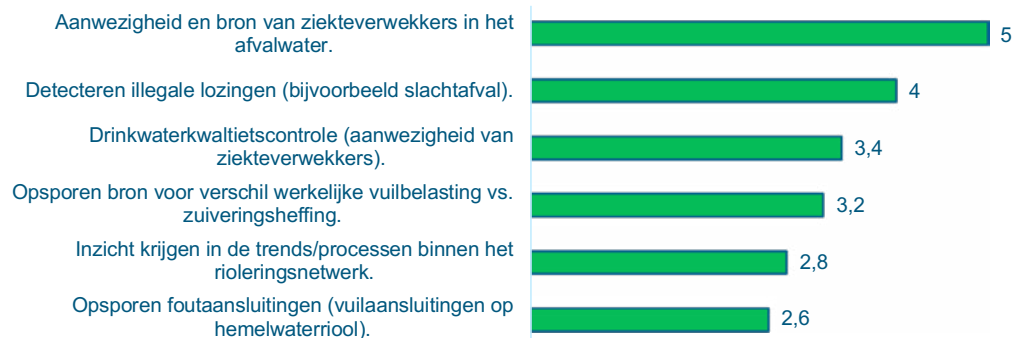 Aanwezigheid en bron van ziekteverwekkers in het
afvalwater.
5
Detecteren illegale lozingen (bijvoorbeeld slachtafval).
4
Drinkwaterkwaltietscontrole (aanwezigheid van
ziekteverwekkers).
3,4
Opsporen bron voor verschil werkelijke vuilbelasting vs.
zuiveringsheffing.
3,2
Inzicht krijgen in de trends/processen binnen het
rioleringsnetwerk.
2,8
Opsporen foutaansluitingen (vuilaansluitingen op
hemelwaterriool).
2,6